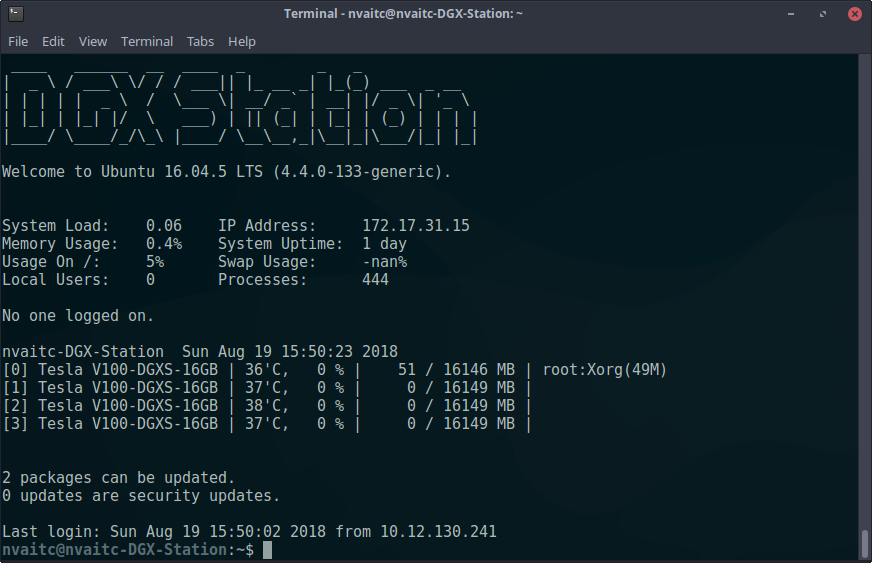 Terminal - nvaitc@nvaitc-DGX-Station: ~
File Edit View Terminal Tabs Help
DGX Station
Welcome to Ubuntu 16.04.5 LTS (4.4.0-133-generic).
System Load:    0.06    IP Address:     172.17.31.15
Memory Usage:   0.4%    System Uptime:  1 day
Usage On /:     5%      Swap Usage:     -nan%
Local Users:    0       Processes:      444
No one logged on.
nvaitc-DGX-Station  Sun Aug 19 15:50:23 2018
[0] Tesla V100-DGXS-16GB | 36'C,   0 % |    51 / 16146 MB | root:Xorg(49M)
[1] Tesla V100-DGXS-16GB | 37'C,   0 % |     0 / 16149 MB |
[2] Tesla V100-DGXS-16GB | 38'C,   0 % |     0 / 16149 MB |
[3] Tesla V100-DGXS-16GB | 37'C,   0 % |     0 / 16149 MB |
2 packages can be updated.
0 updates are security updates.
Last login: Sun Aug 19 15:50:02 2018 from 10.12.130.241
nvaitc@nvaitc-DGX-Station:~$